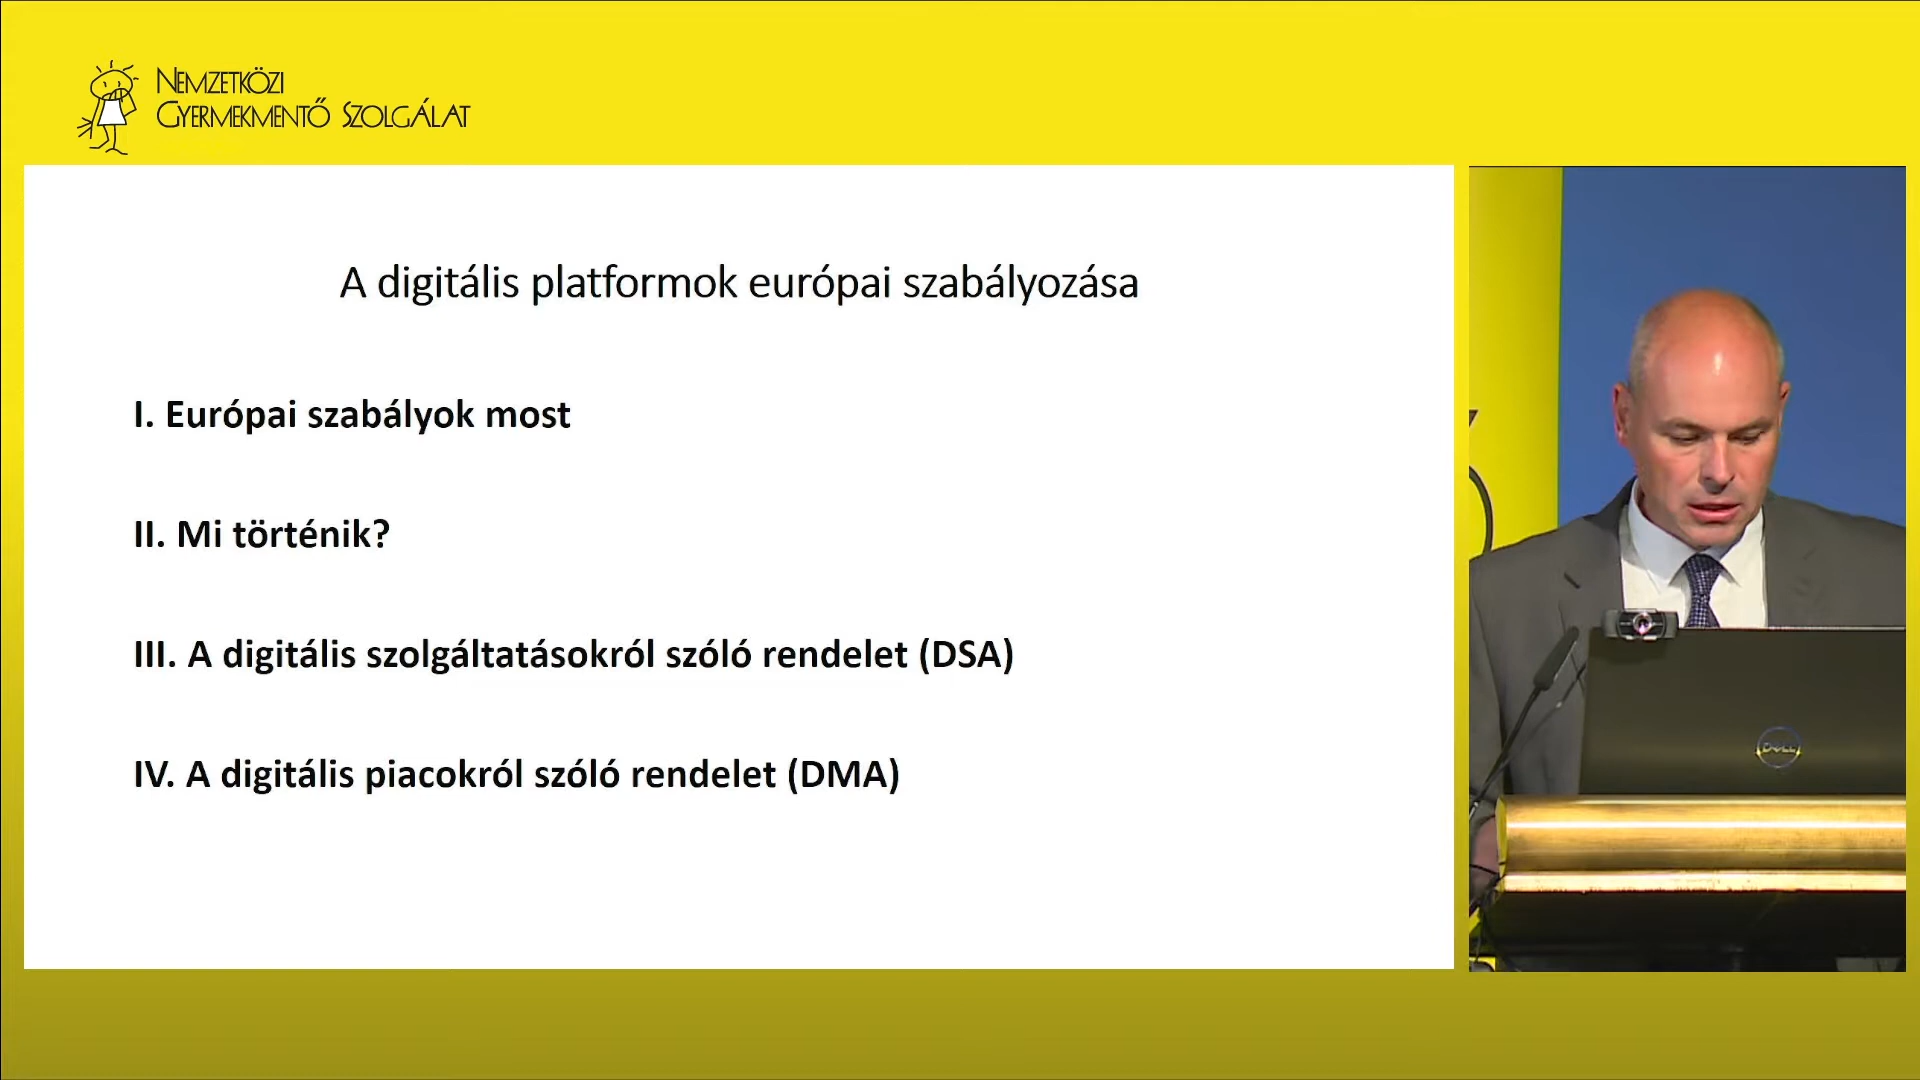 NEMZETKÖZI
GYERMEKMENTŐ SZOLGÁLAT
A digitális platformok európai szabályozása
I. Európai szabályok most
II. Mi történik?
III. A digitális szolgáltatásokról szóló rendelet (DSA)
IV. A digitális piacokról szóló rendelet (DMA)
DELL